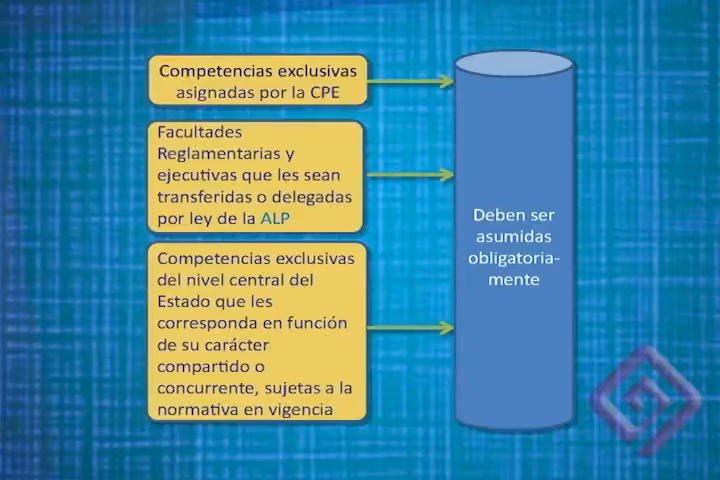 Competencias exclusivas
asignadas por la CPE
Facultades
Reglamentarias y
ejecutivas que les sean
transferidas o delegadas
por ley de la ALP
Competencias exclusivas
del nivel central del
Estado que les
corresponda en función
de su carácter
compartido o
concurrente, sujetas a la
normativa en vigencia
Deben ser
asumidas
obligatoria-
mente